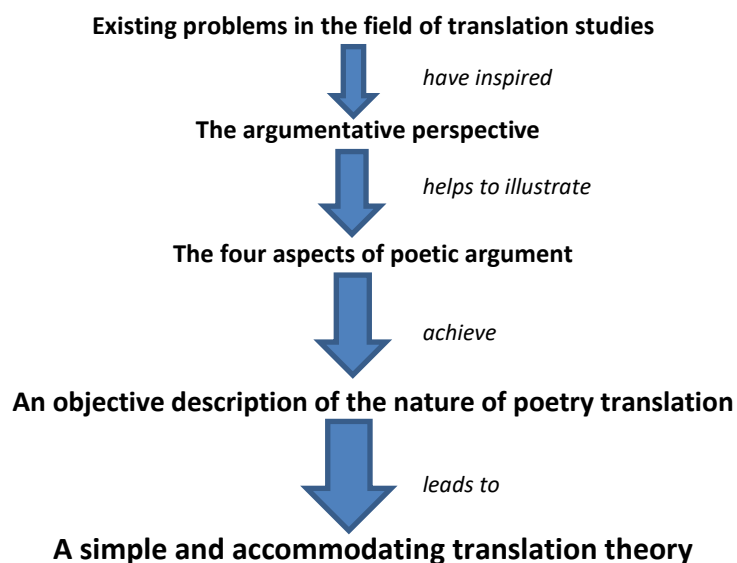 Existing problems in the field of translation studies
have inspired
The argumentative perspective
helps to illustrate
The four aspects of poetic argument
achieve
An objective description of the nature of poetry translation
leads to
A simple and accommodating translation theory